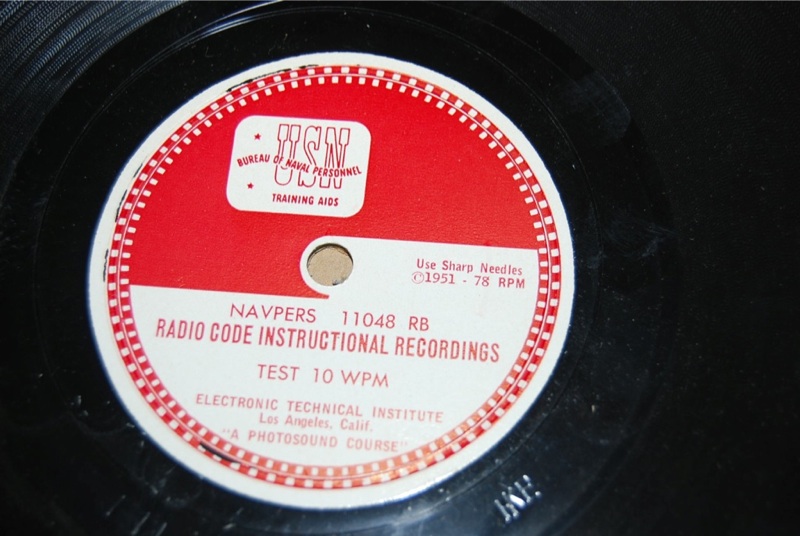 USN
BUREAU OF NAVAL PERSONNEL
TRAINING AIDS
Use Sharp Needles
©1951 - 78 RPM
NAVPERS 11048 RB
RADIO CODE INSTRUCTIONAL RECORDINGS
TEST 10 WPM
ELECTRONIC TECHNICAL INSTITUTE
Los Angeles, Calif.
"A PHOTOSOUND COURSE"